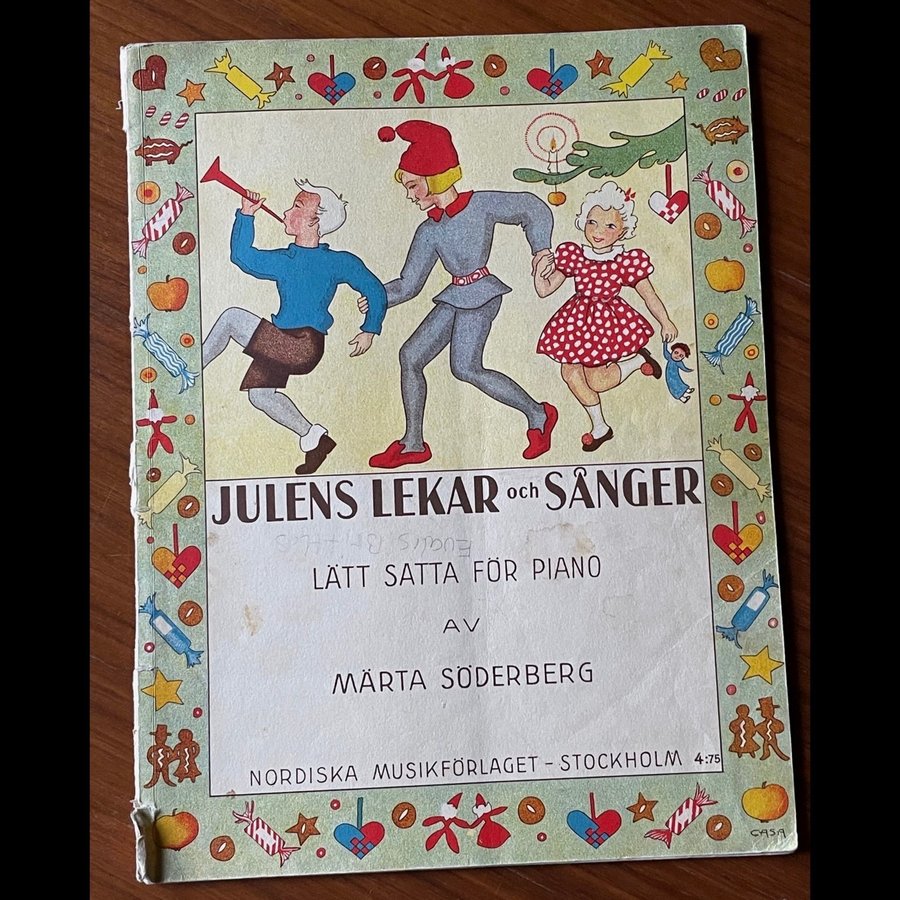 JULENS LEKAR och SÅNGER
LÄTT SATTA FÖR PIANO
AV
MÄRTA SÖDERBERG
NORDISKA MUSIKFÖRLAGET - STOCKHOLM 4:75
CASA